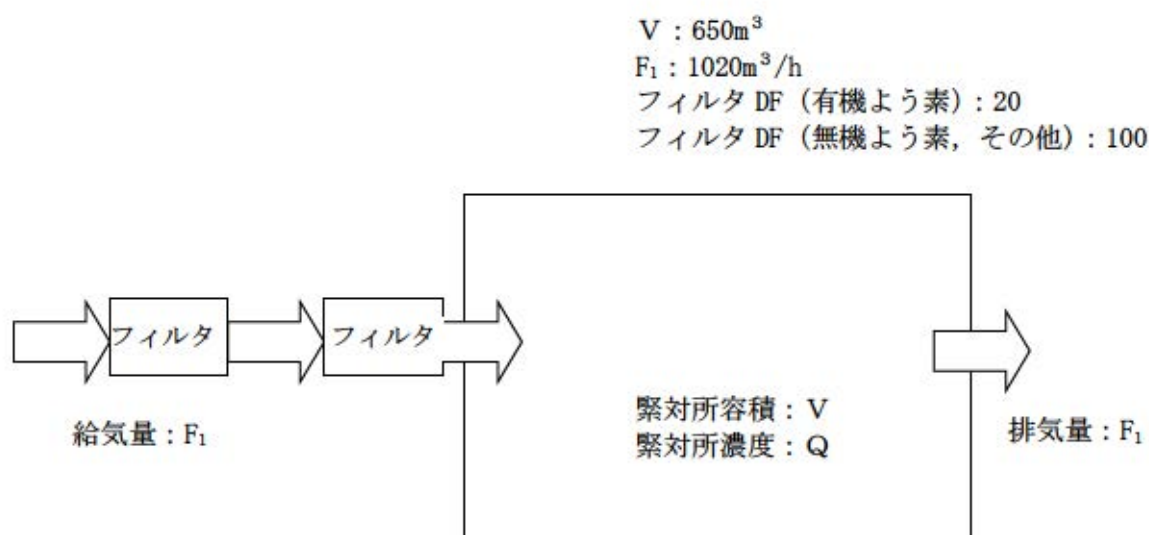 V：650m³
F₁：1020m³/h
フィルタ DF（有機よう素）：20
フィルタ DF（無機よう素，その他）：100
フィルタ
フィルタ
給気量：F₁
緊対所容積：V
緊対所濃度：Q
排気量：F₁